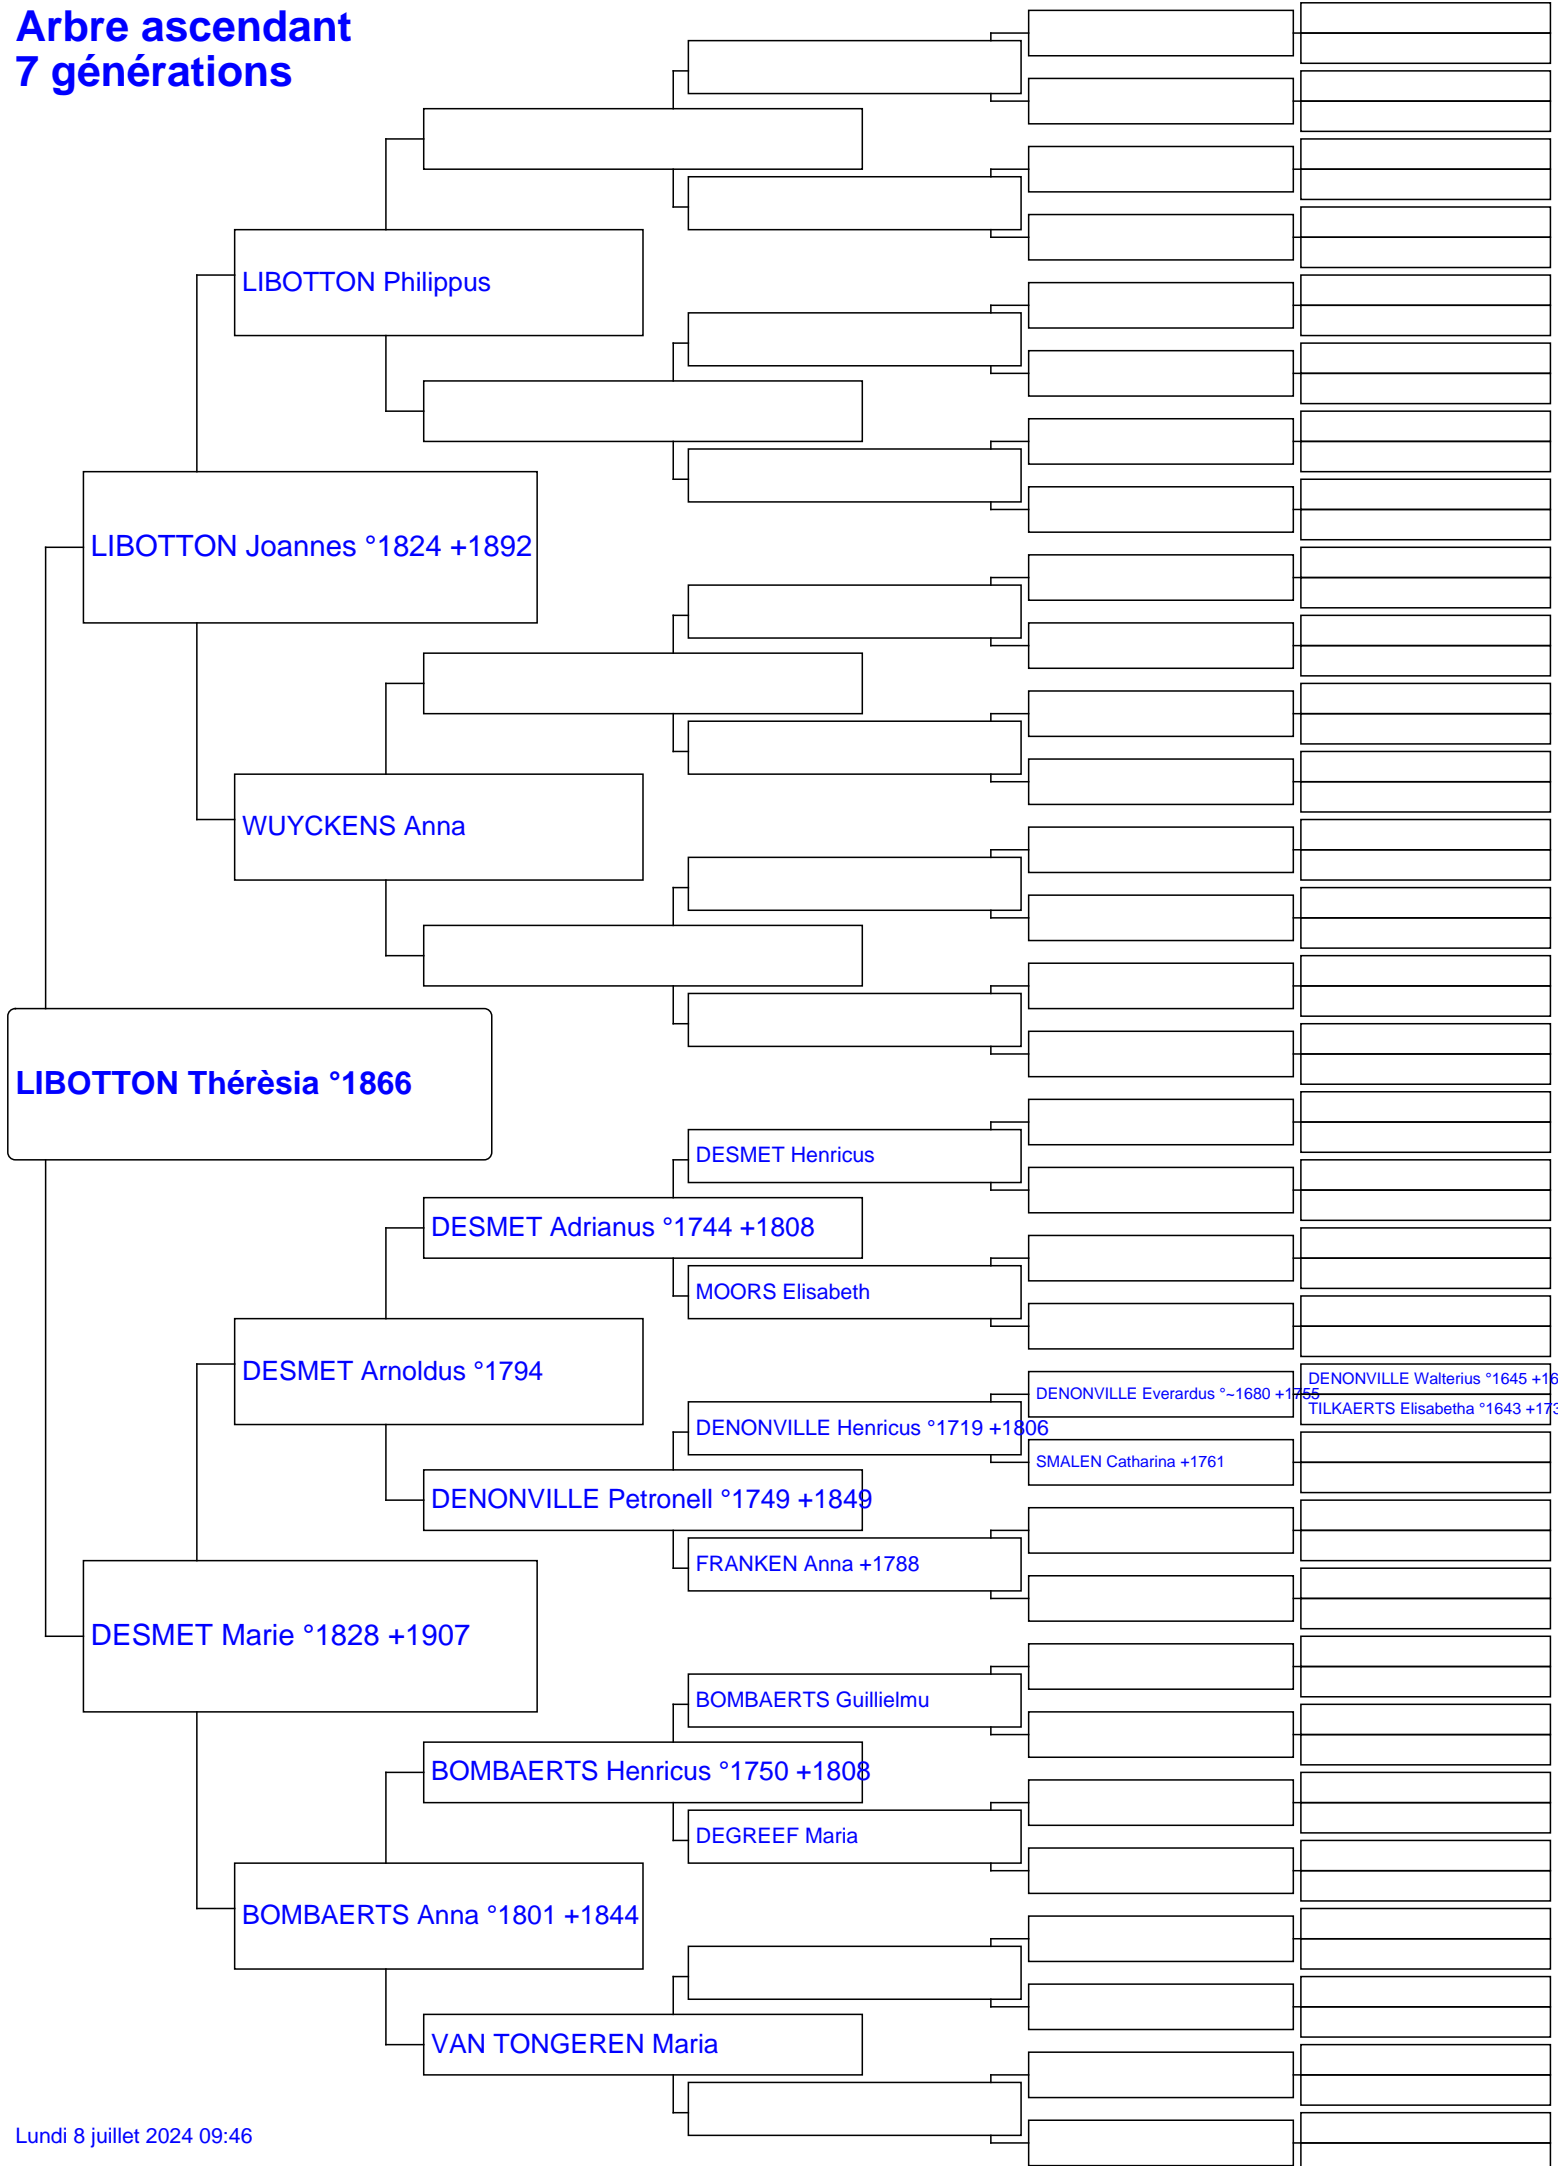 Arbre ascendant
7 générations
LIBOTTON Philippus
LIBOTTON Joannes °1824 +1892
WUYCKENS Anna
LIBOTTON Thérèsia °1866
DESMET Henricus
DESMET Adrianus °1744 +1808
MOORS Elisabeth
DESMET Arnoldus °1794
DENONVILLE Walterius °1645 +16
DENONVILLE Everardus °~1680 +1755
TILKAERTS Elisabetha °1643 +173
DENONVILLE Henricus °1719 +1806
SMALEN Catharina +1761
DENONVILLE Petronell °1749 +1849
FRANKEN Anna +1788
DESMET Marie °1828 +1907
BOMBAERTS Guillielmu
BOMBAERTS Henricus °1750 +1808
DEGREEF Maria
BOMBAERTS Anna °1801 +1844
VAN TONGEREN Maria
Lundi 8 juillet 2024 09:46